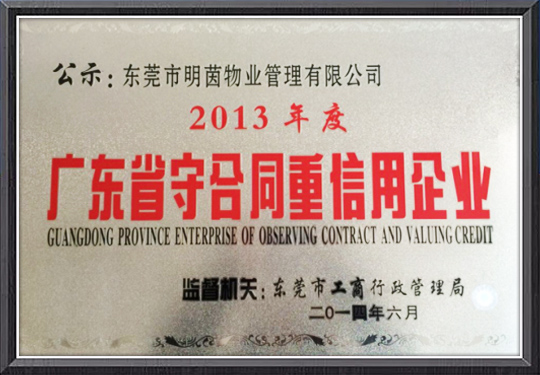 公示：东莞市明茵物业管理有限公司
2013年度
广东省守合同重信用企业
GUANGDONG PROVINCE ENTERPRISE OF OBSERVING CONTRACT AND VALUING CREDIT
监督机关：东莞市工商行政管理局
二〇一四年六月